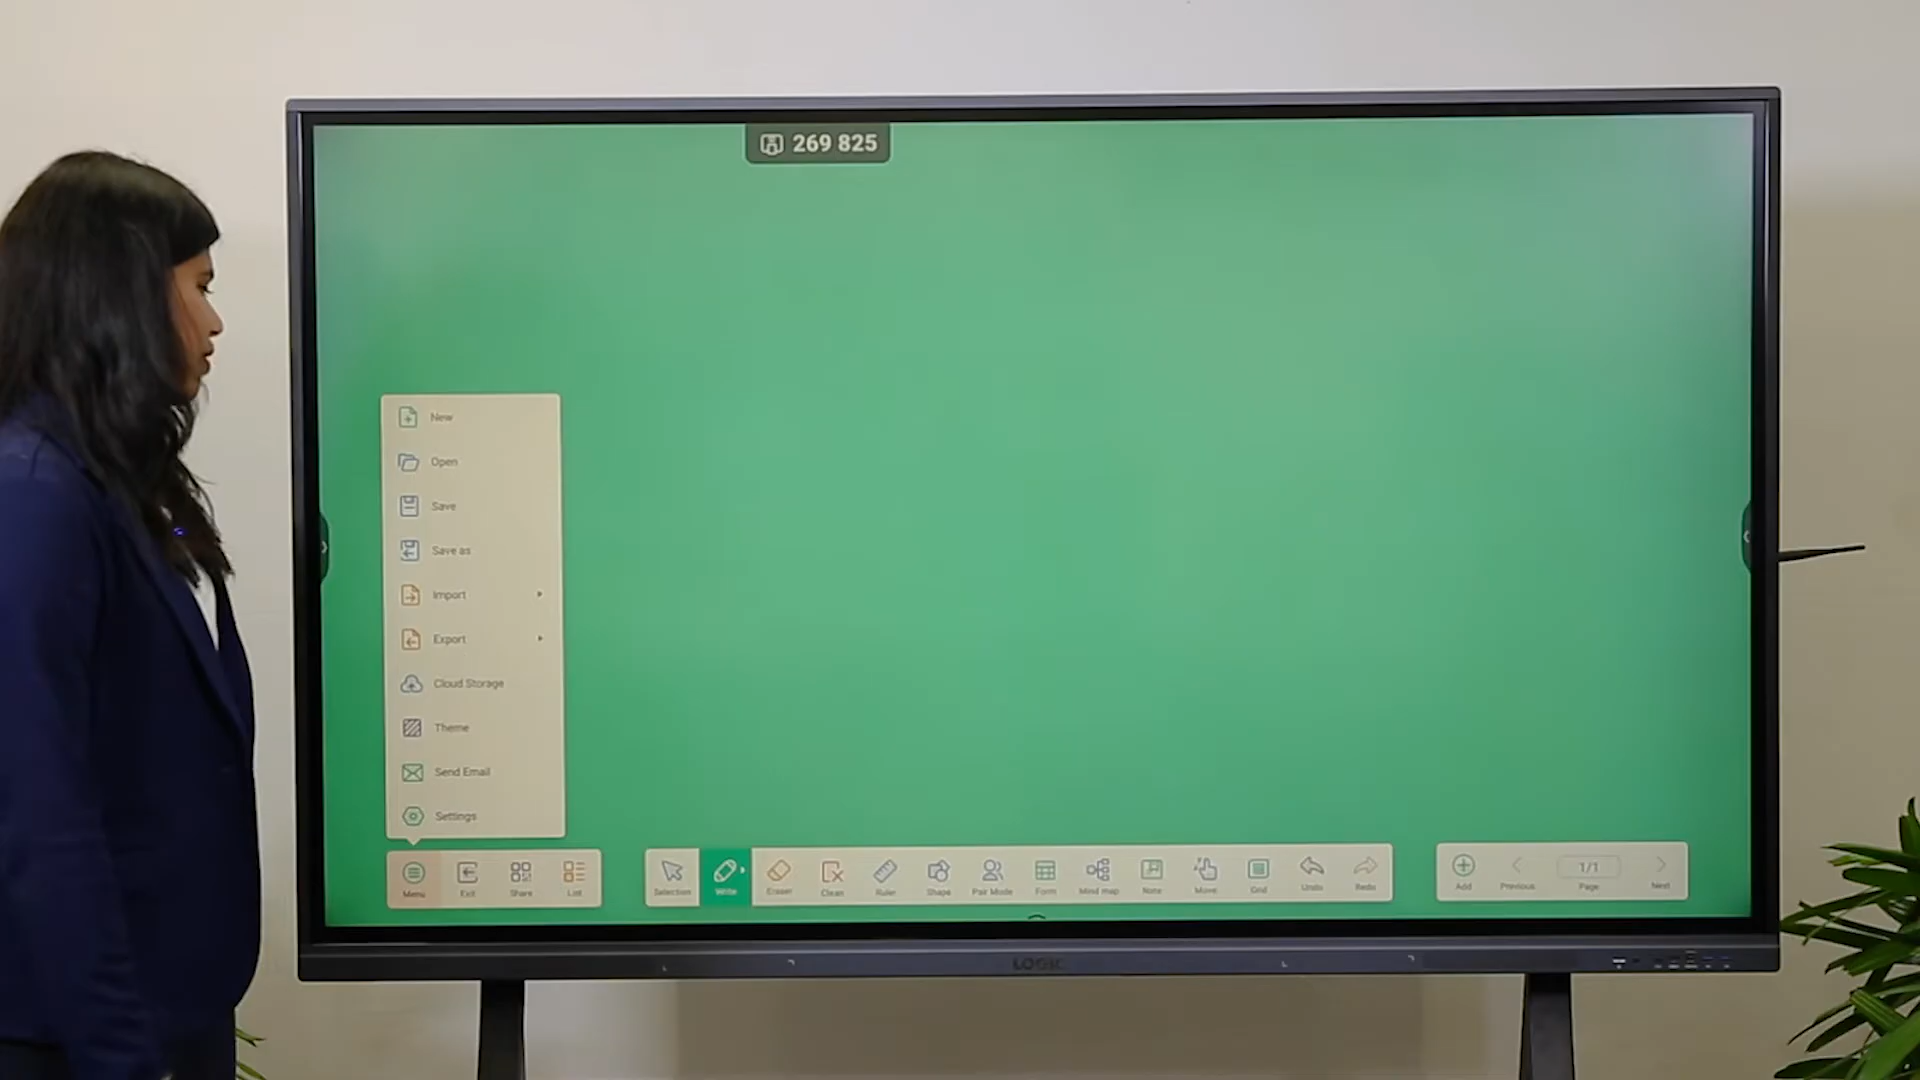 269 825
New
Open
Save
Save as
Import
Export
Cloud Storage
Theme
Send Email
Settings
Menu Exit Share List
Selection Write Eraser Clean Ruler Shape Pair Mode Form Mind map Note Move Grid Undo Redo
Add Previous 1/1 Page Next
LOGIC